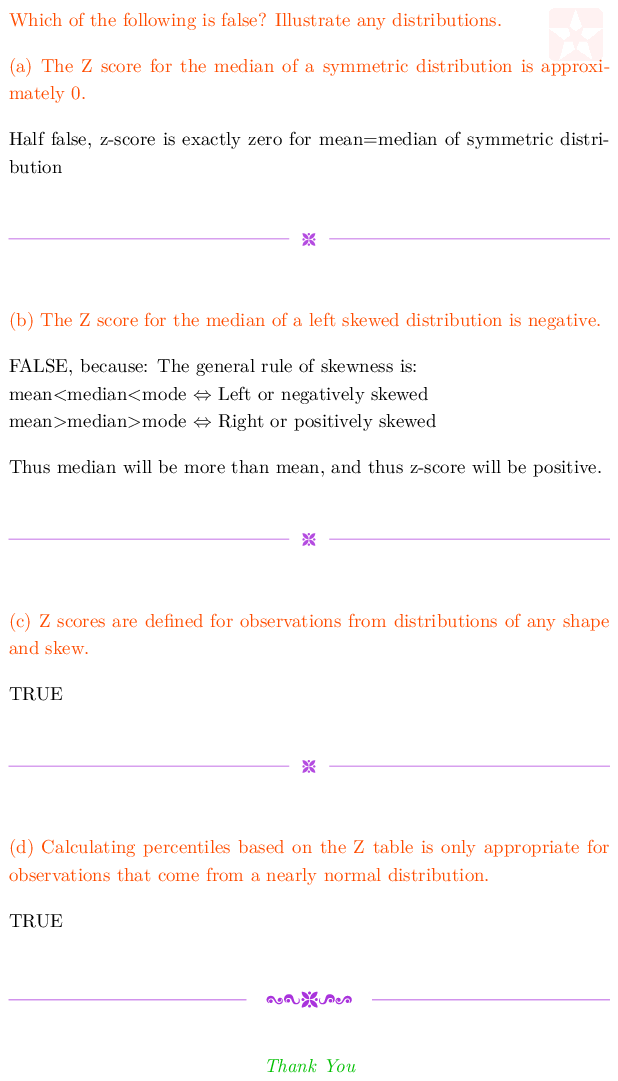 Which of the following is false? Illustrate any distributions.
(a) The Z score for the median of a symmetric distribution is approxi-
mately 0.
Half false, z-score is exactly zero for mean=median of symmetric distri-
bution
(b) The Z score for the median of a left skewed distribution is negative.
FALSE, because: The general rule of skewness is:
mean<median<mode ⇔ Left or negatively skewed
mean>median>mode ⇔ Right or positively skewed
Thus median will be more than mean, and thus z-score will be positive.
(c) Z scores are defined for observations from distributions of any shape
and skew.
TRUE
(d) Calculating percentiles based on the Z table is only appropriate for
observations that come from a nearly normal distribution.
TRUE
Thank You